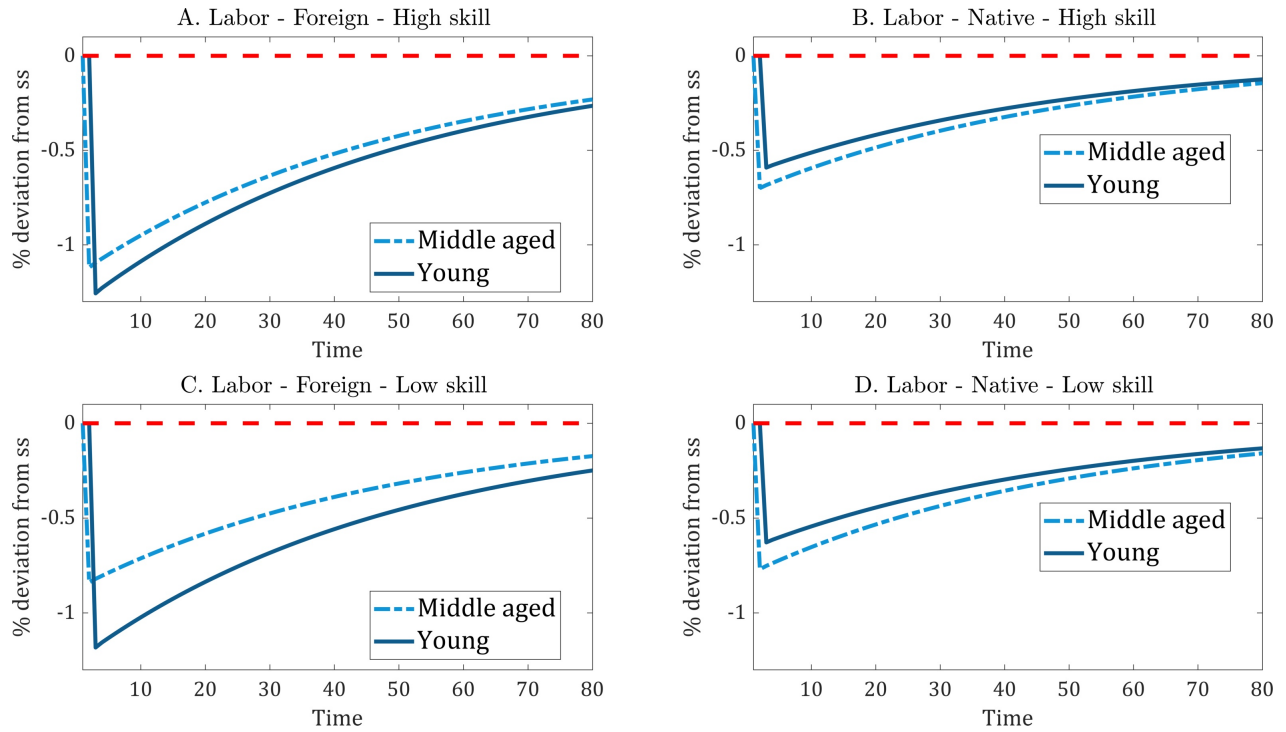 A. Labor - Foreign - High skill
% deviation from ss
0
-0.5
-1
Middle aged
Young
10 20 30 40 50 60 70 80
Time
B. Labor - Native - High skill
% deviation from ss
0
-0.5
-1
Middle aged
Young
10 20 30 40 50 60 70 80
Time
C. Labor - Foreign - Low skill
% deviation from ss
0
-0.5
-1
Middle aged
Young
10 20 30 40 50 60 70 80
Time
D. Labor - Native - Low skill
% deviation from ss
0
-0.5
-1
Middle aged
Young
10 20 30 40 50 60 70 80
Time